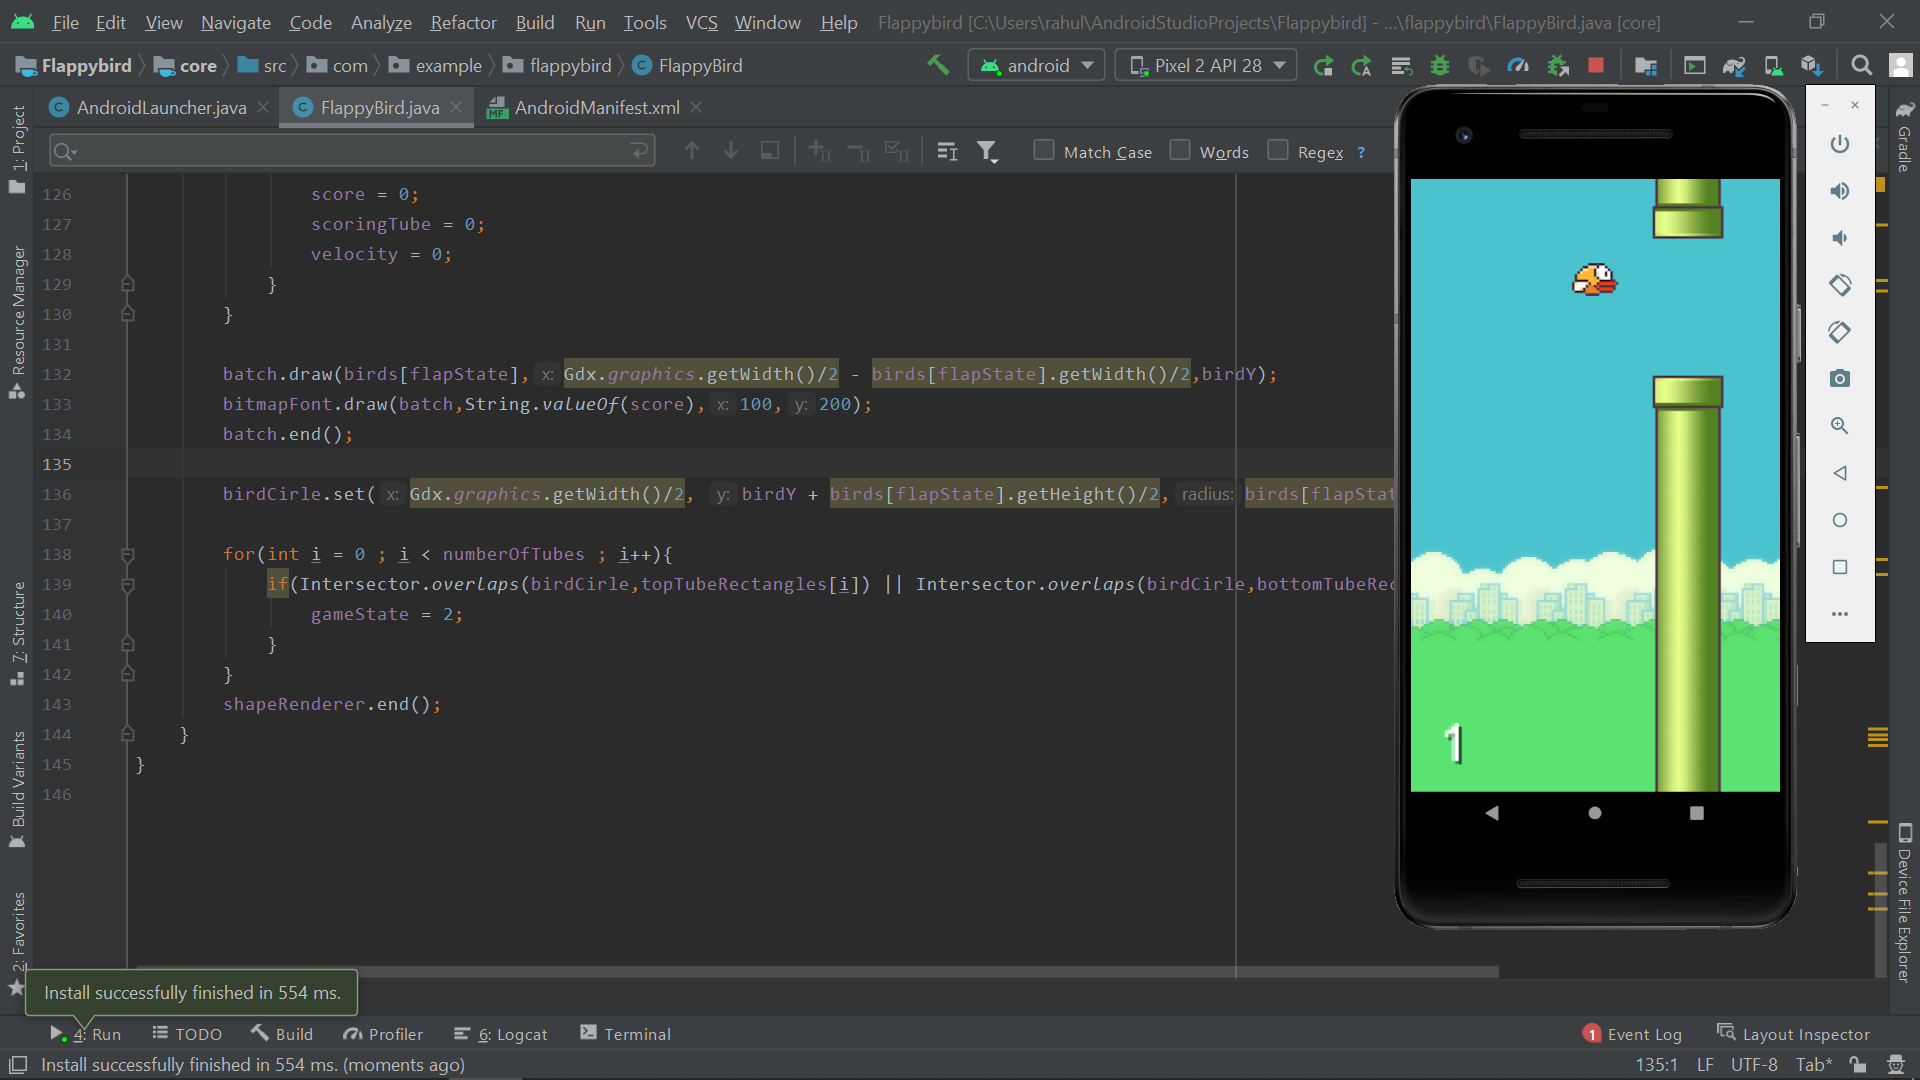 File Edit View Navigate Code Analyze Refactor Build Run Tools VCS Window Help Flappybird [C:\Users\rahul\AndroidStudioProjects\Flappybird] - ...\flappybird\FlappyBird.java [core]
Flappybird core src com example flappybird FlappyBird android Pixel 2 API 28
AndroidLauncher.java FlappyBird.java AndroidManifest.xml
Match Case Words Regex ?
126 score = 0;
127 scoringTube = 0;
128 velocity = 0;
129 }
130 }
131
132 batch.draw(birds[flapState], x: Gdx.graphics.getWidth()/2 - birds[flapState].getWidth()/2,birdY);
133 bitmapFont.draw(batch,String.valueOf(score), x: 100, y: 200);
134 batch.end();
135
136 birdCirle.set( x: Gdx.graphics.getWidth()/2, y: birdY + birds[flapState].getHeight()/2, radius: birds[flapStat
137
138 for(int i = 0 ; i < numberOfTubes ; i++){
139 if(Intersector.overlaps(birdCirle,topTubeRectangles[i]) || Intersector.overlaps(birdCirle,bottomTubeRec
140 gameState = 2;
141 }
142 }
143 shapeRenderer.end();
144 }
145 }
146
1: Project
Resource Manager
7: Structure
Build Variants
2: Favorites
1
Gradle
Device File Explorer
Install successfully finished in 554 ms.
4: Run TODO Build Profiler 6: Logcat Terminal 1 Event Log Layout Inspector
Install successfully finished in 554 ms. (moments ago) 135:1 LF UTF-8 Tab*